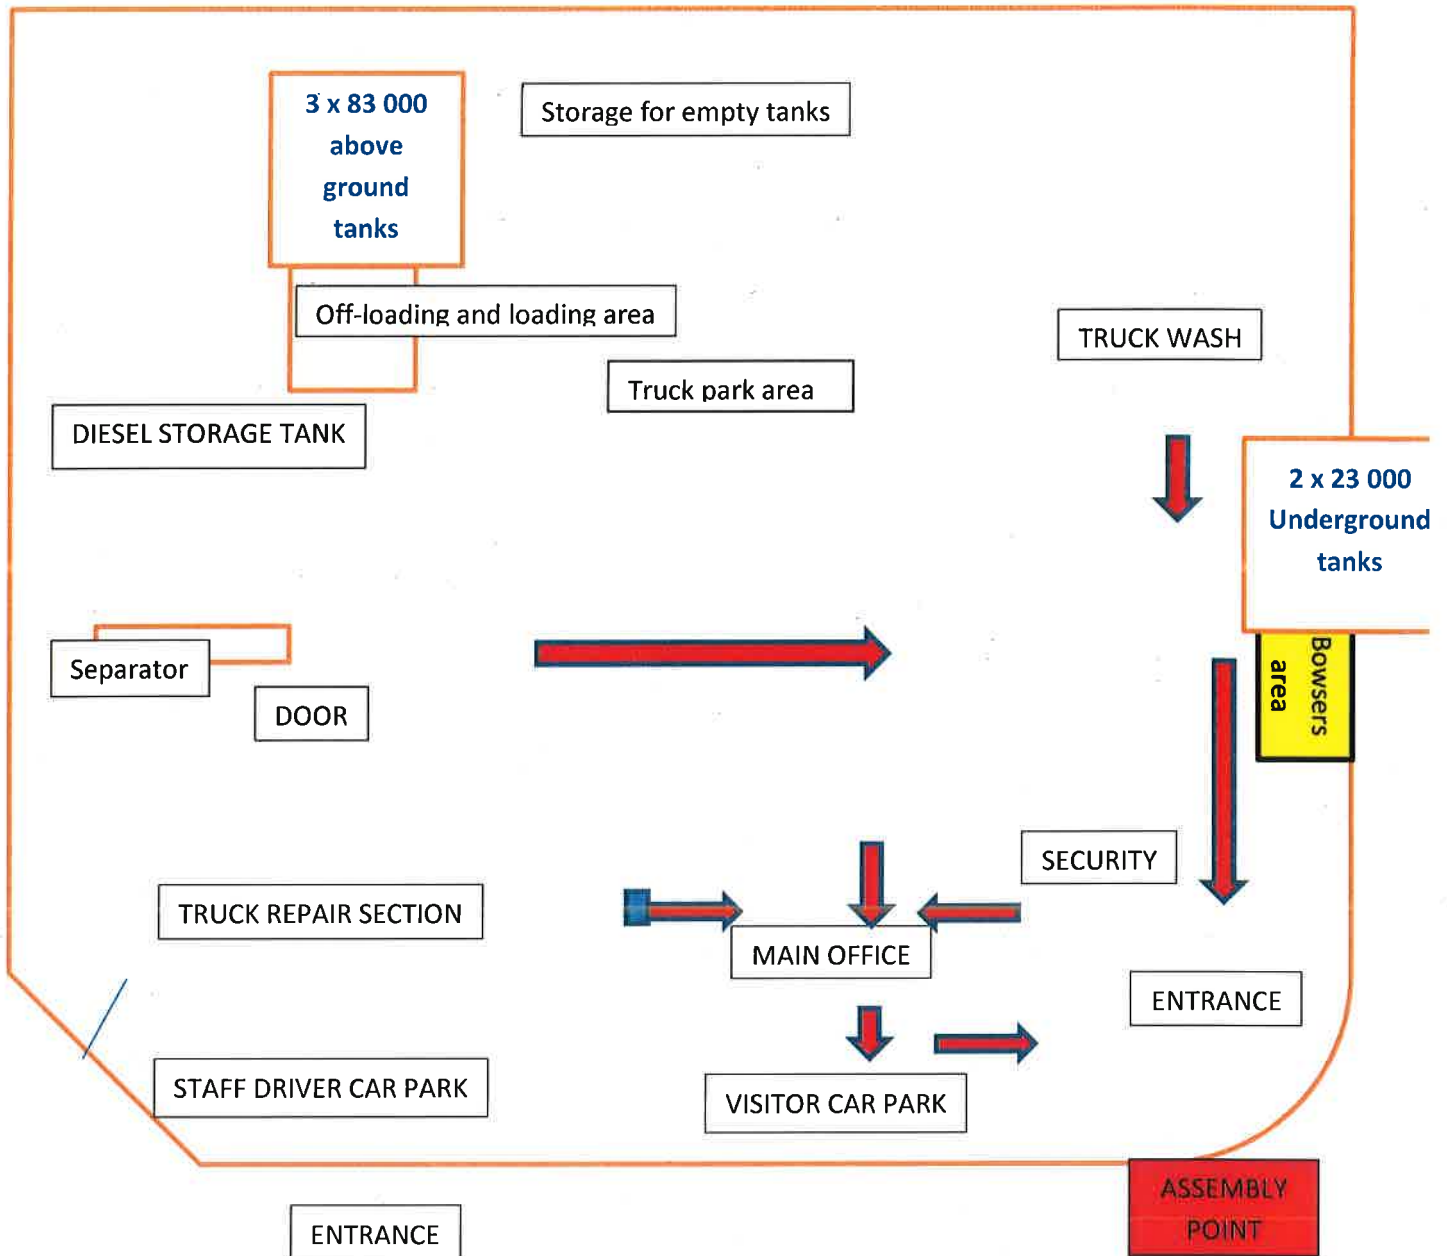 3 x 83 000
above
ground
tanks
Storage for empty tanks
Off-loading and loading area
TRUCK WASH
Truck park area
DIESEL STORAGE TANK
2 x 23 000
Underground
tanks
Separator
DOOR
Bowsers
area
SECURITY
TRUCK REPAIR SECTION
MAIN OFFICE
ENTRANCE
STAFF DRIVER CAR PARK
VISITOR CAR PARK
ASSEMBLY
POINT
ENTRANCE